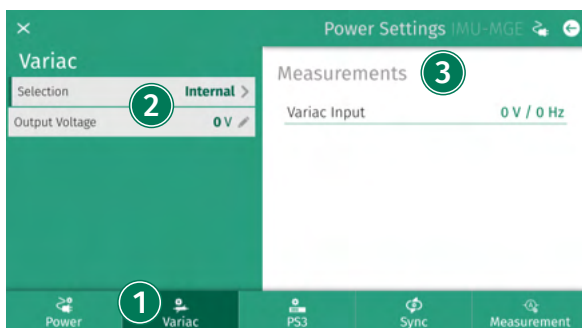 Power Settings IMU-MGE
Variac
Selection Internal >
2
Output Voltage 0 V
Measurements 3
Variac Input 0 V / 0 Hz
1
Power Variac PS3 Sync Measurement